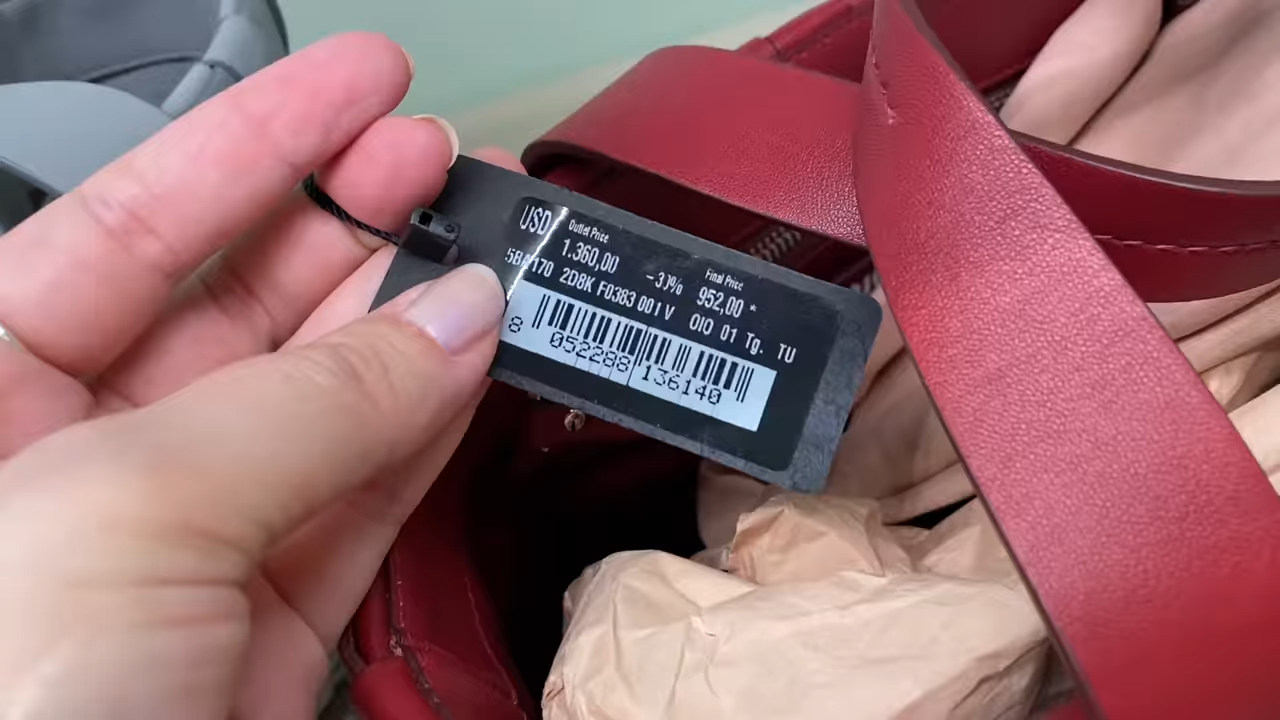 USD Outlet Price Final Price
1.360,00 -30% 952,00 *
5BA170 2D8K F0383 001 V OIO 01 Tg. TU
8 052288 136140